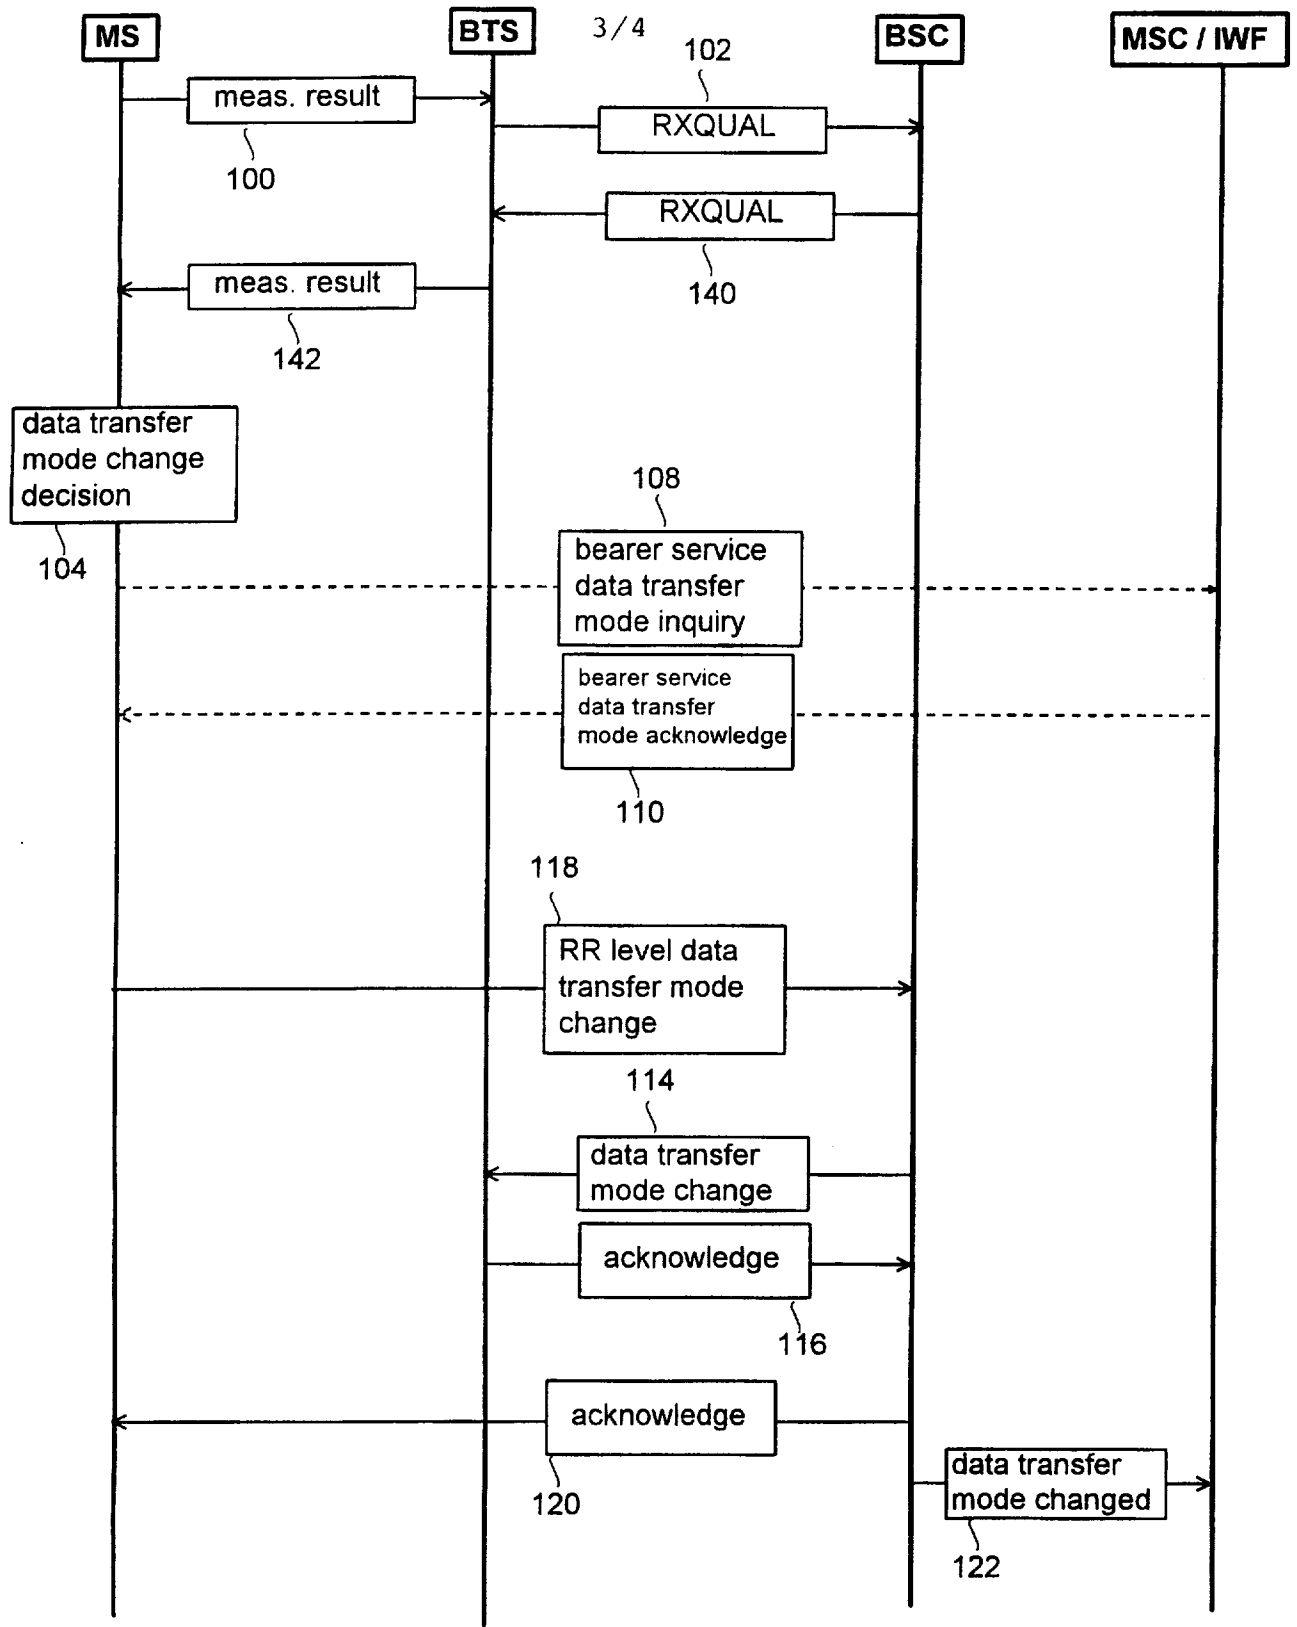 3/4
MS
BTS
BSC
MSC / IWF
meas. result
100
102
RXQUAL
RXQUAL
140
meas. result
142
data transfer
mode change
decision
104
108
bearer service
data transfer
mode inquiry
bearer service
data transfer
mode acknowledge
110
118
RR level data
transfer mode
change
114
data transfer
mode change
acknowledge
116
acknowledge
120
data transfer
mode changed
122